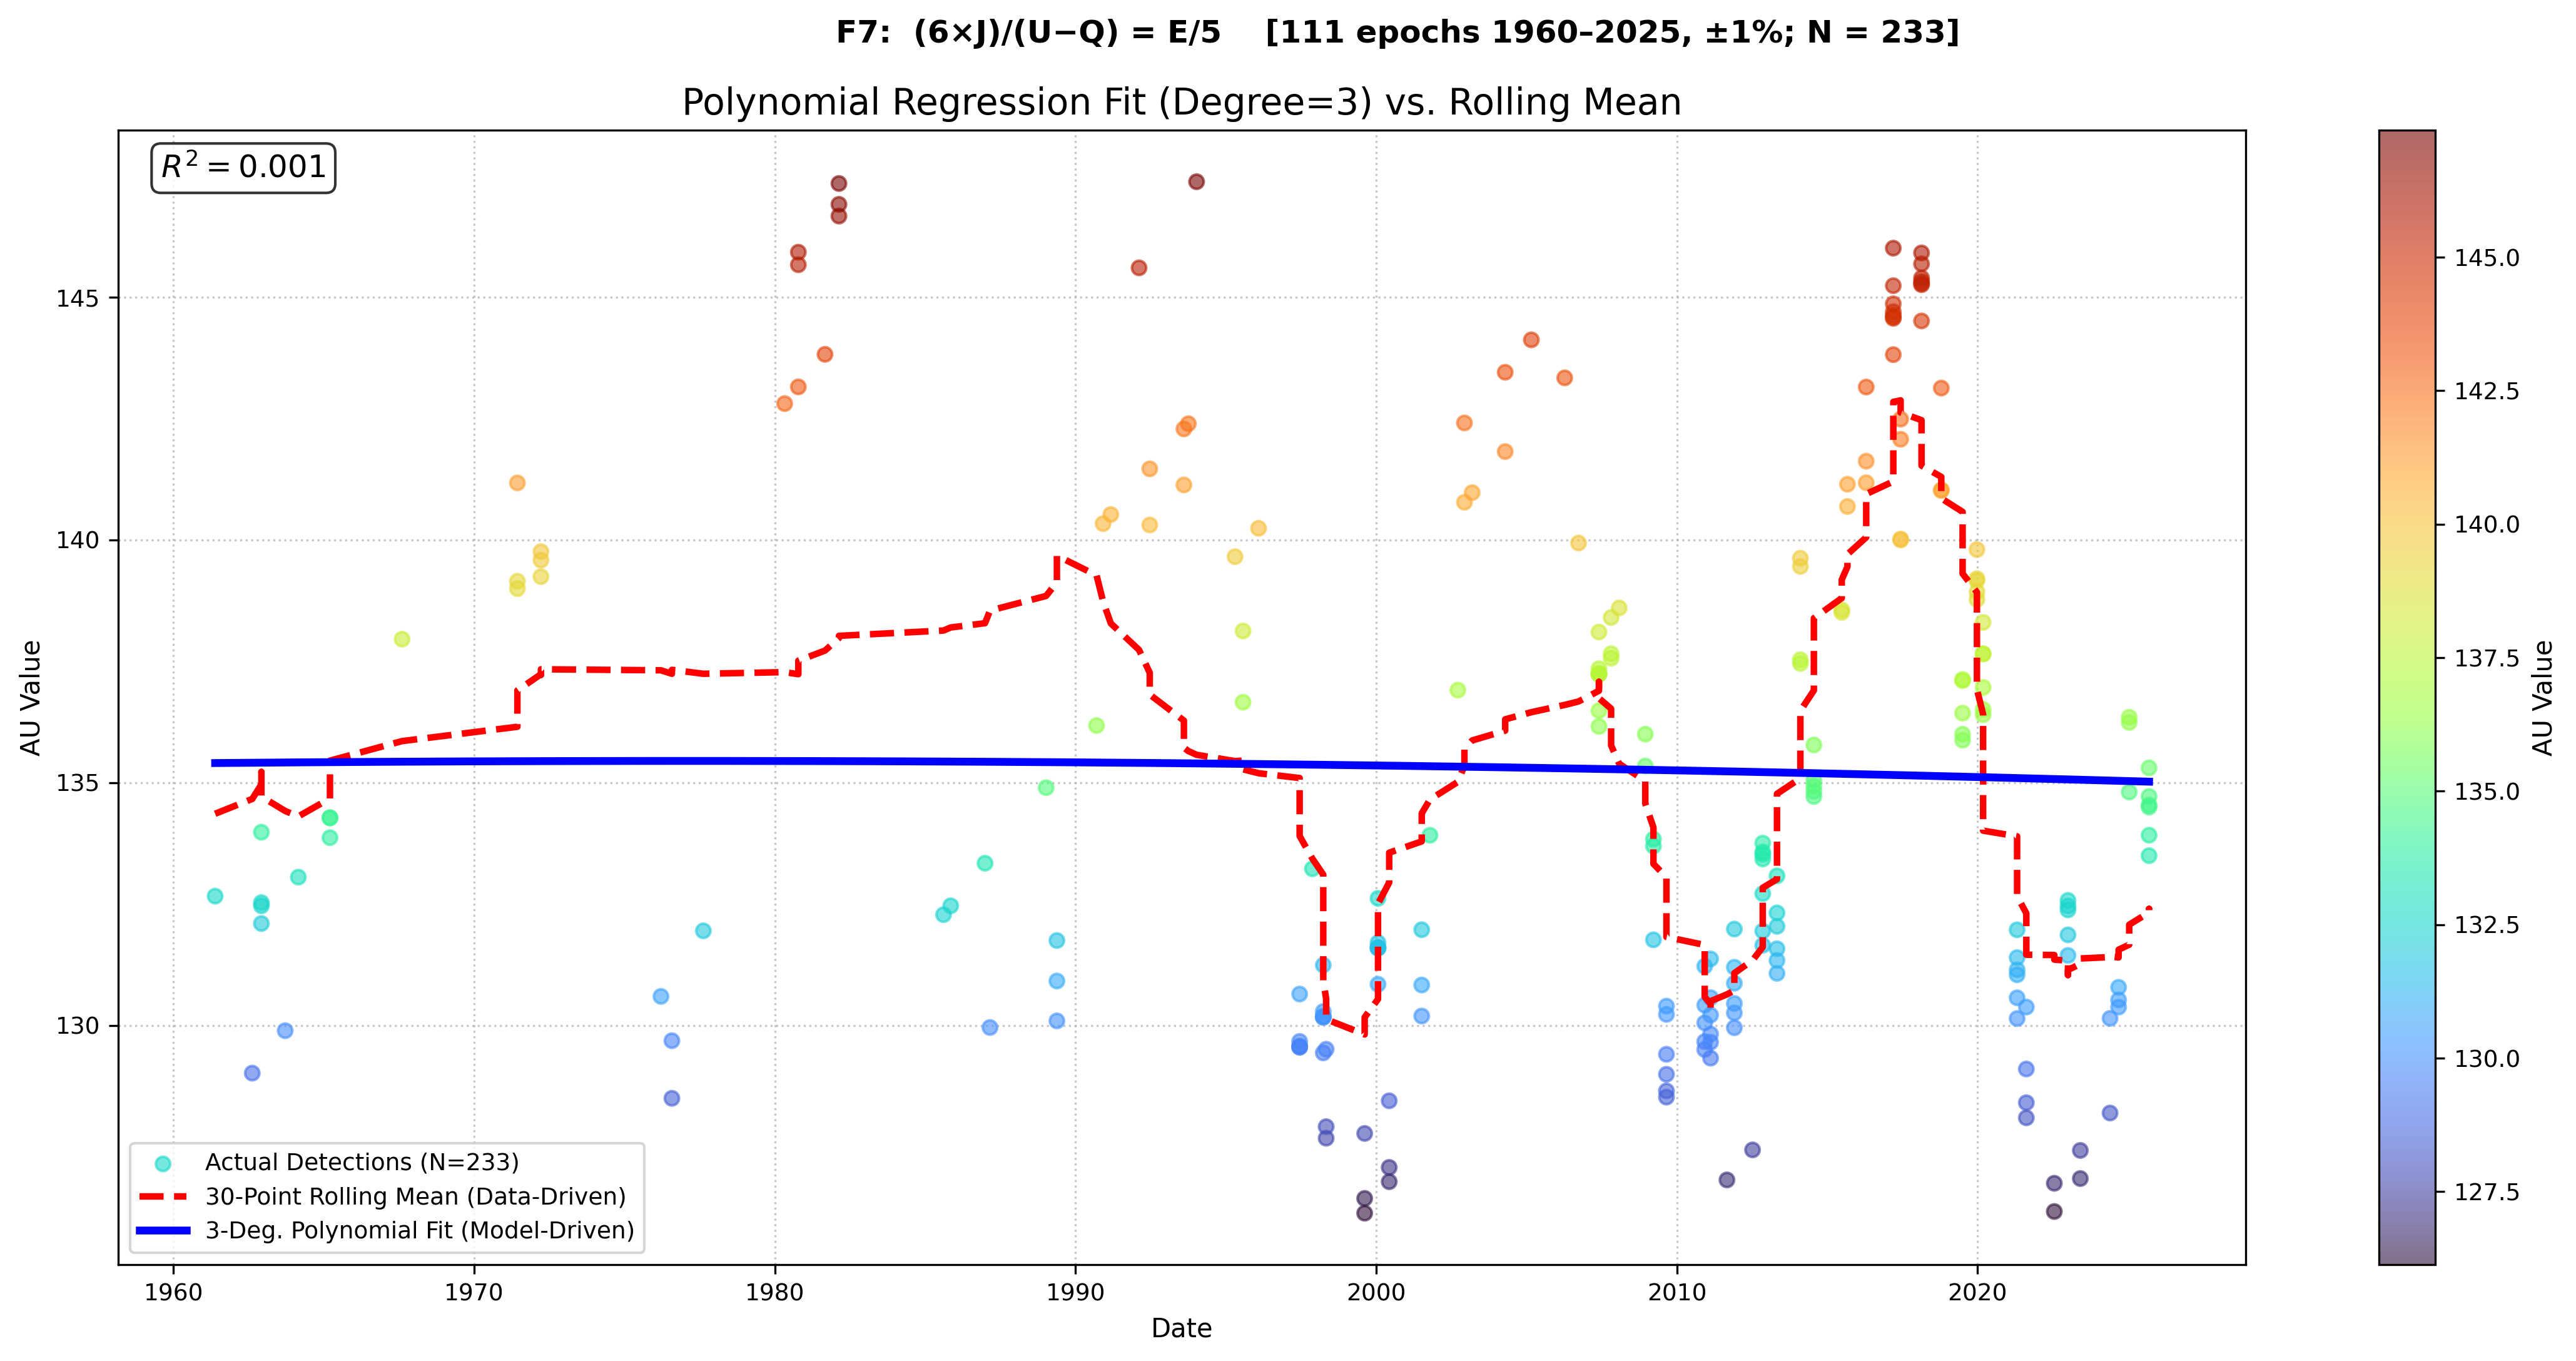 F7:  (6×J)/(U−Q) = E/5    [111 epochs 1960–2025, ±1%; N = 233]
Polynomial Regression Fit (Degree=3) vs. Rolling Mean
R² = 0.001
145
140
135
130
AU Value
Actual Detections (N=233)
30-Point Rolling Mean (Data-Driven)
3-Deg. Polynomial Fit (Model-Driven)
1960 1970 1980 1990 2000 2010 2020
Date
145.0
142.5
140.0
137.5
135.0
132.5
130.0
127.5
AU Value